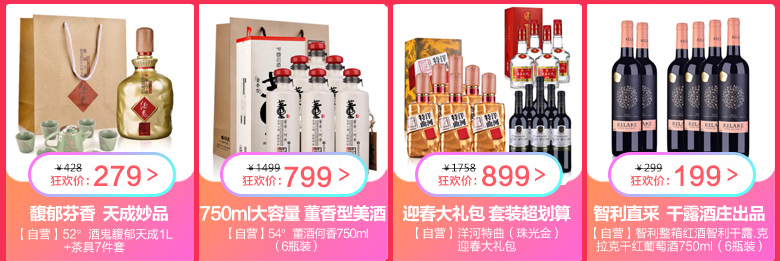 ¥428
狂欢价: 279 >
馥郁芬香 天成妙品
【自营】52° 酒鬼馥郁天成1L
+茶具7件套
董
¥1499
狂欢价: 799 >
750ml大容量 董香型美酒
【自营】54° 董酒何香750ml
（6瓶装）
特洋
曲河
¥1758
狂欢价: 899 >
迎春大礼包 套装超划算
【自营】洋河特曲（珠光金）
迎春大礼包
RELAKE
¥299
狂欢价: 199 >
智利直采 干露酒庄出品
【自营】智利整箱红酒智利干露.克
拉克干红葡萄酒750ml（6瓶装）